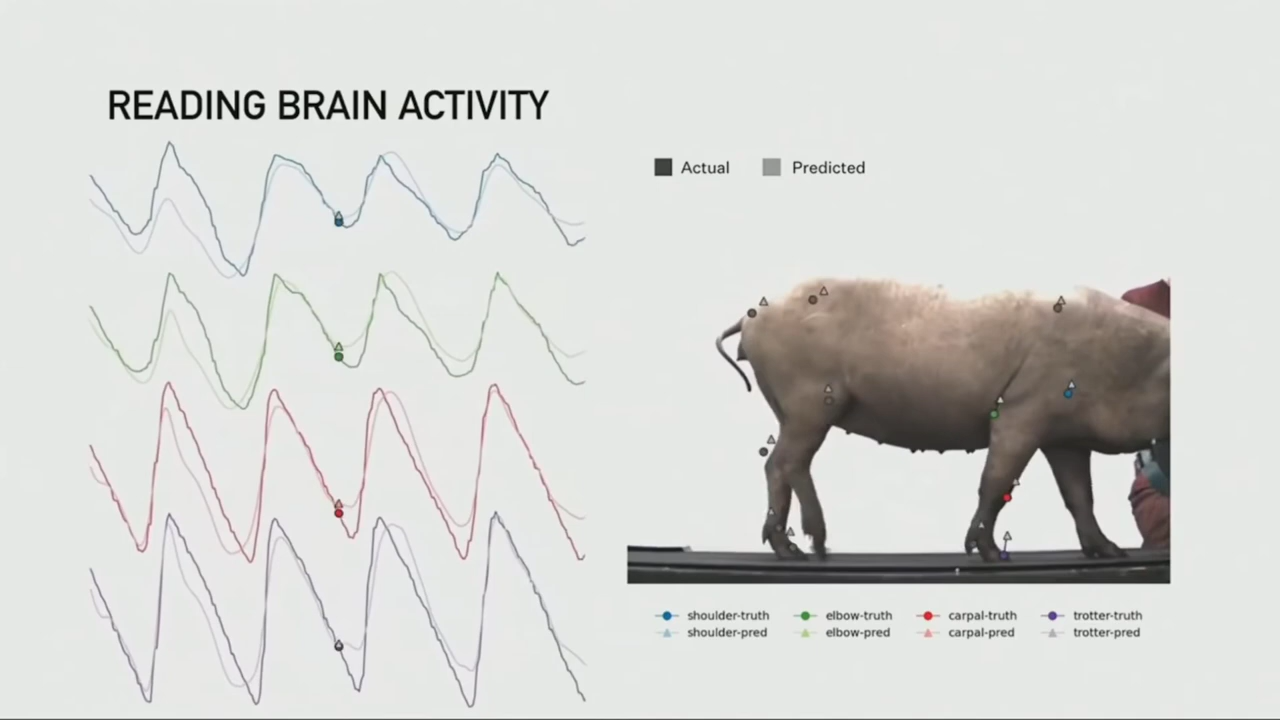 READING BRAIN ACTIVITY
Actual Predicted
shoulder-truth elbow-truth carpal-truth trotter-truth
shoulder-pred elbow-pred carpal-pred trotter-pred